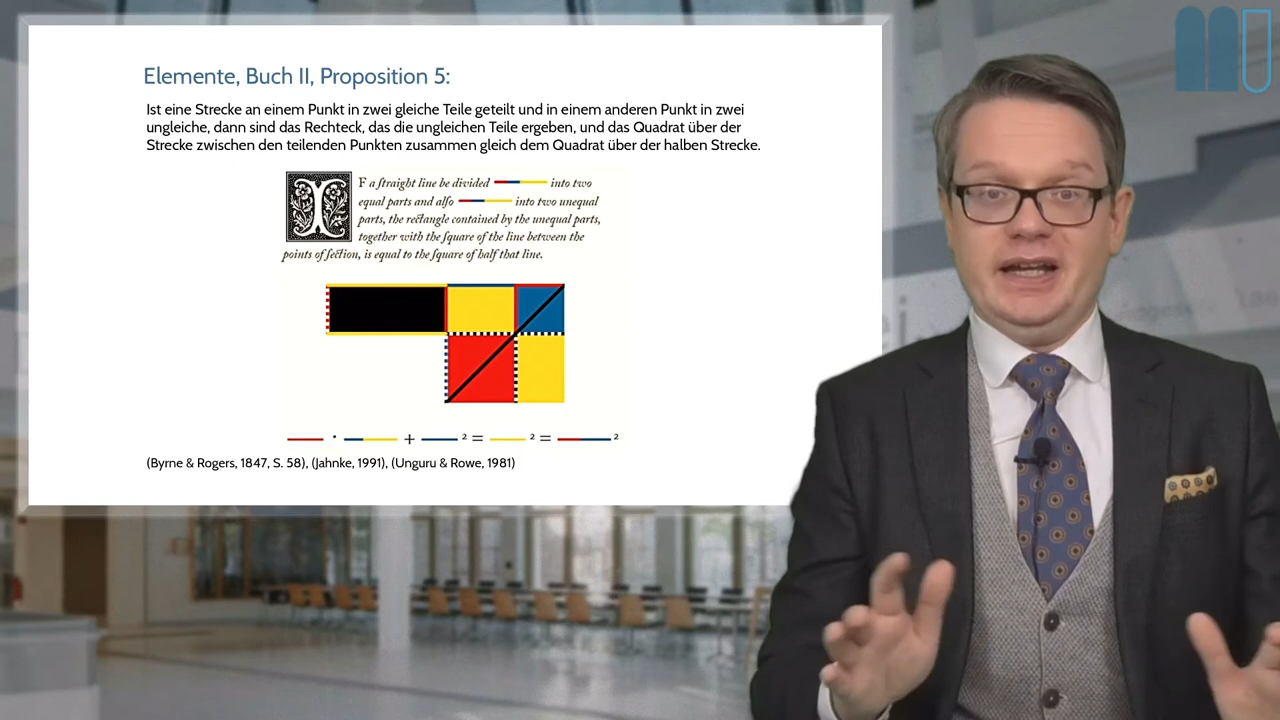 Elemente, Buch II, Proposition 5:
Ist eine Strecke an einem Punkt in zwei gleiche Teile geteilt und in einem anderen Punkt in zwei
ungleiche, dann sind das Rechteck, das die ungleichen Teile ergeben, und das Quadrat über der
Strecke zwischen den teilenden Punkten zusammen gleich dem Quadrat über der halben Strecke.
IF a ſtraight line be divided into two
equal parts and alſo into two unequal
parts, the rectangle contained by the unequal parts,
together with the ſquare of the line between the
points of ſection, is equal to the ſquare of half that line.
· + ² = ² = ²
(Byrne & Rogers, 1847, S. 58), (Jahnke, 1991), (Unguru & Rowe, 1981)